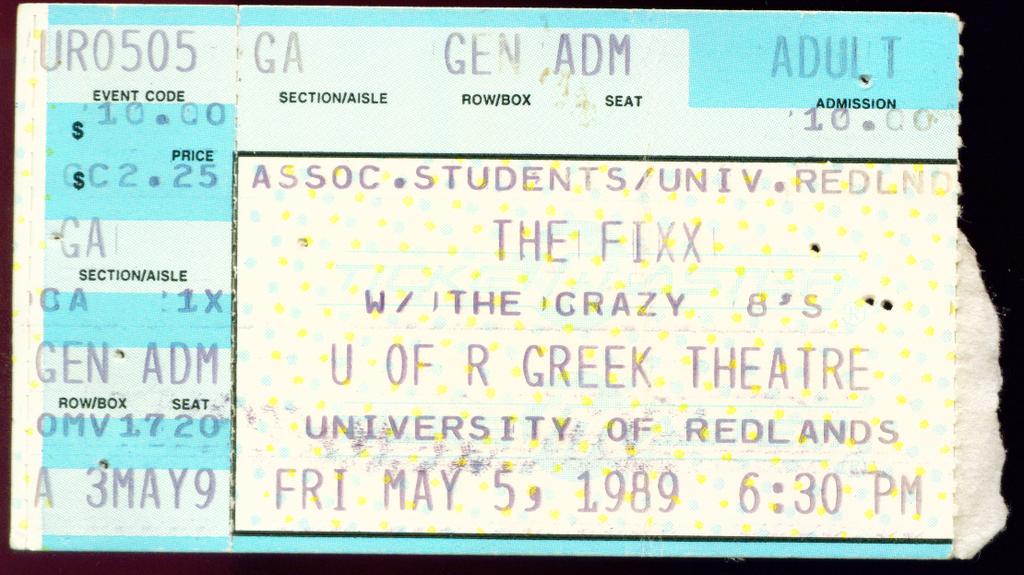 UR0505 GA GEN ADM ADULT
EVENT CODE SECTION/AISLE ROW/BOX SEAT ADMISSION
$ 10.00 10.00
PRICE
$C2.25 ASSOC.STUDENTS/UNIV.REDLND
GA THE FIXX
SECTION/AISLE
CA 1X W/ THE CRAZY 8'S
GEN ADM U OF R GREEK THEATRE
ROW/BOX SEAT
OMV1720 UNIVERSITY OF REDLANDS
A 3MAY9 FRI MAY 5, 1989 6:30 PM